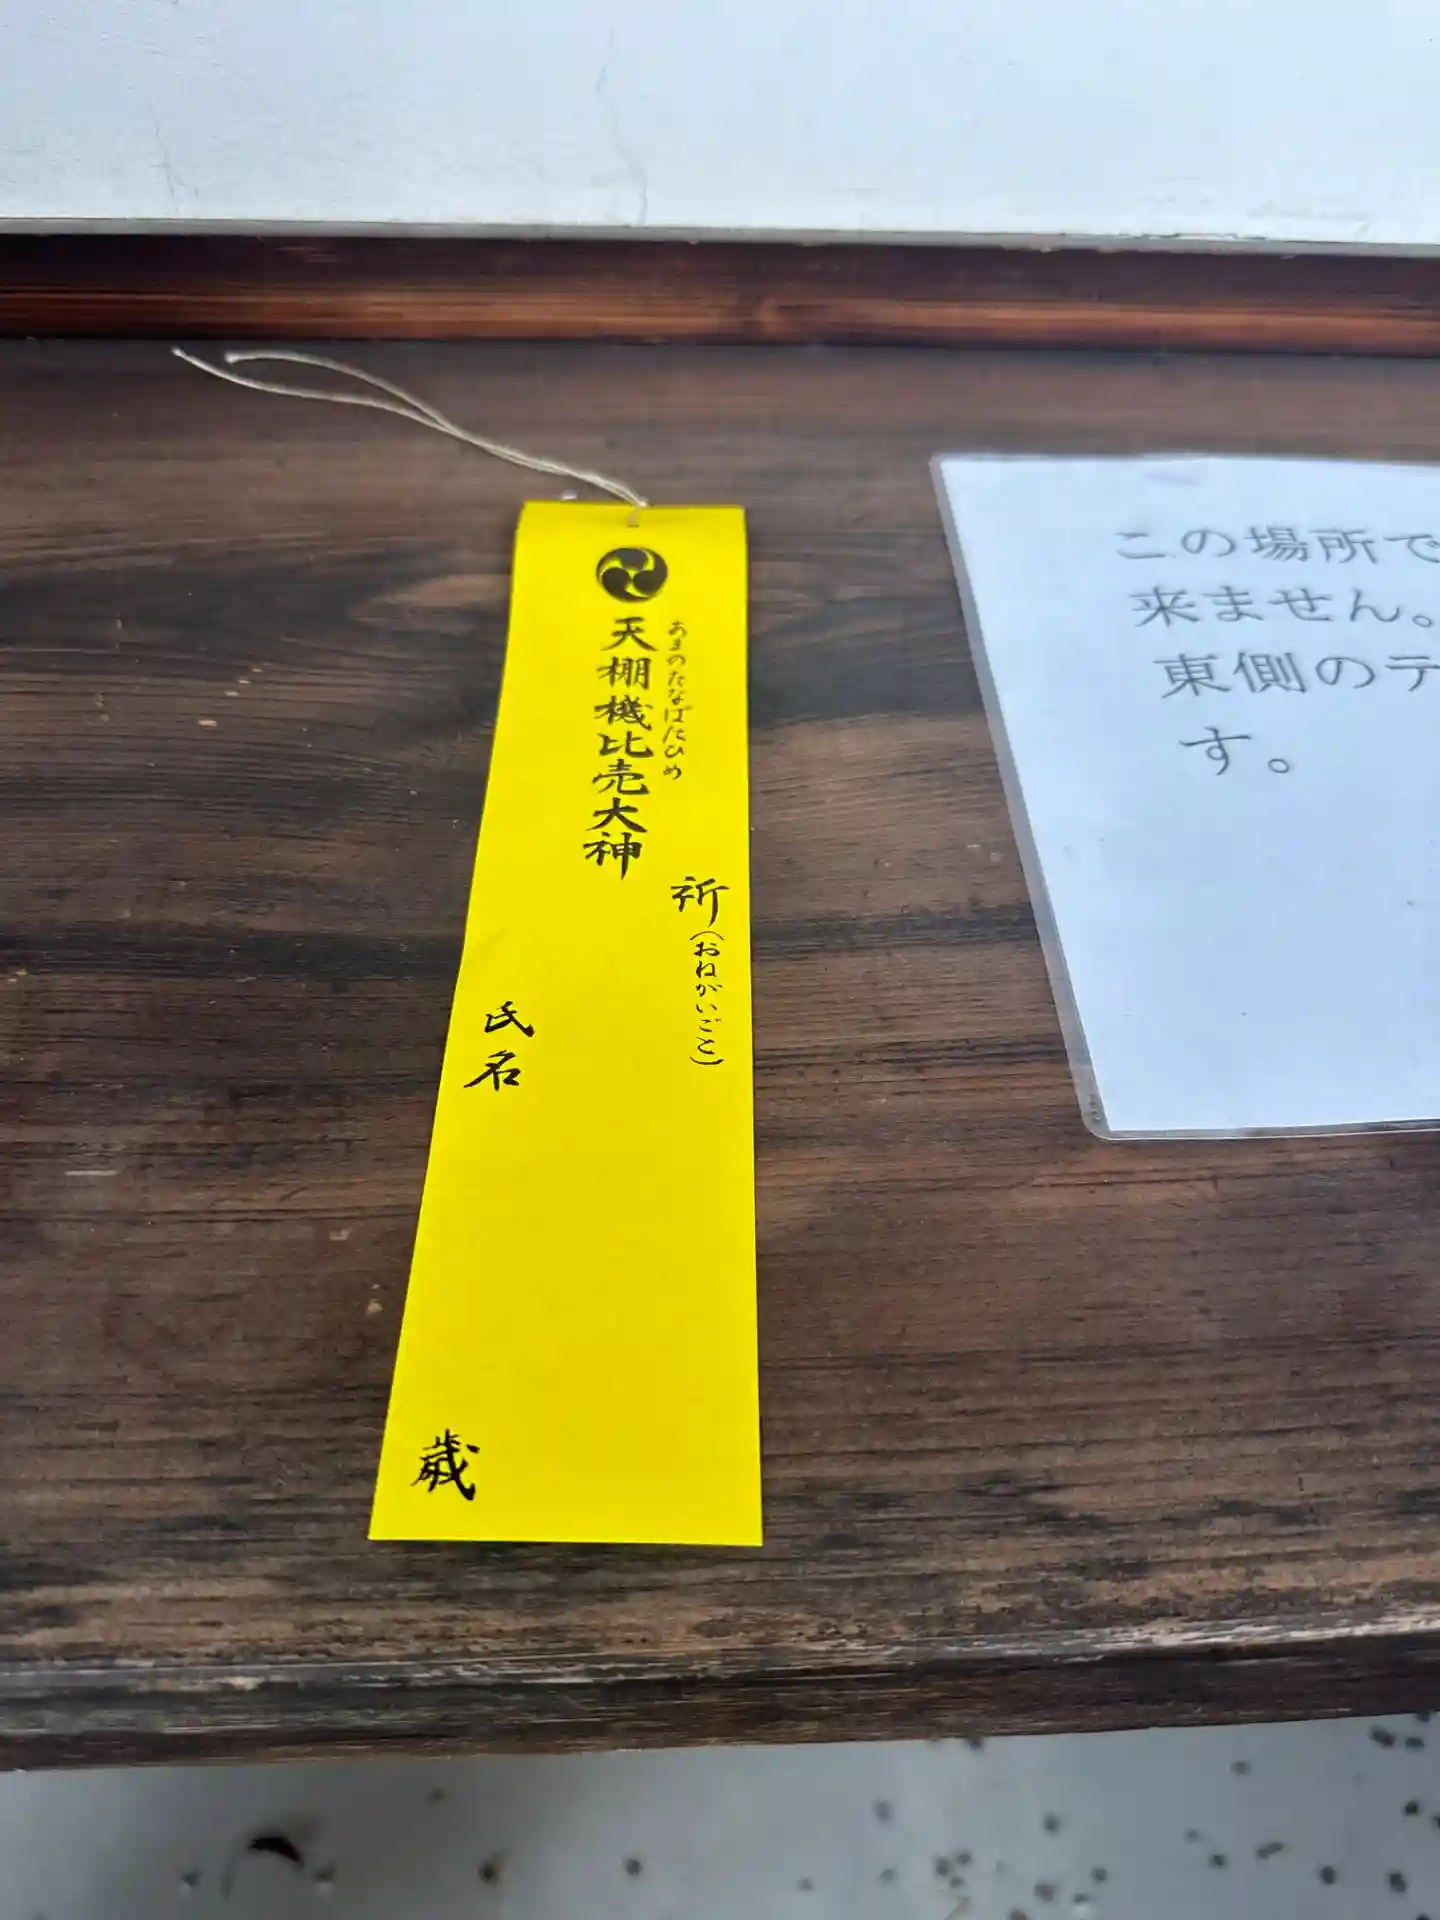 天棚機比売大神
あまのたなばたひめ
祈(おねがいごと)
氏名
歳
この場所で
来ません。
東側のテ
す。